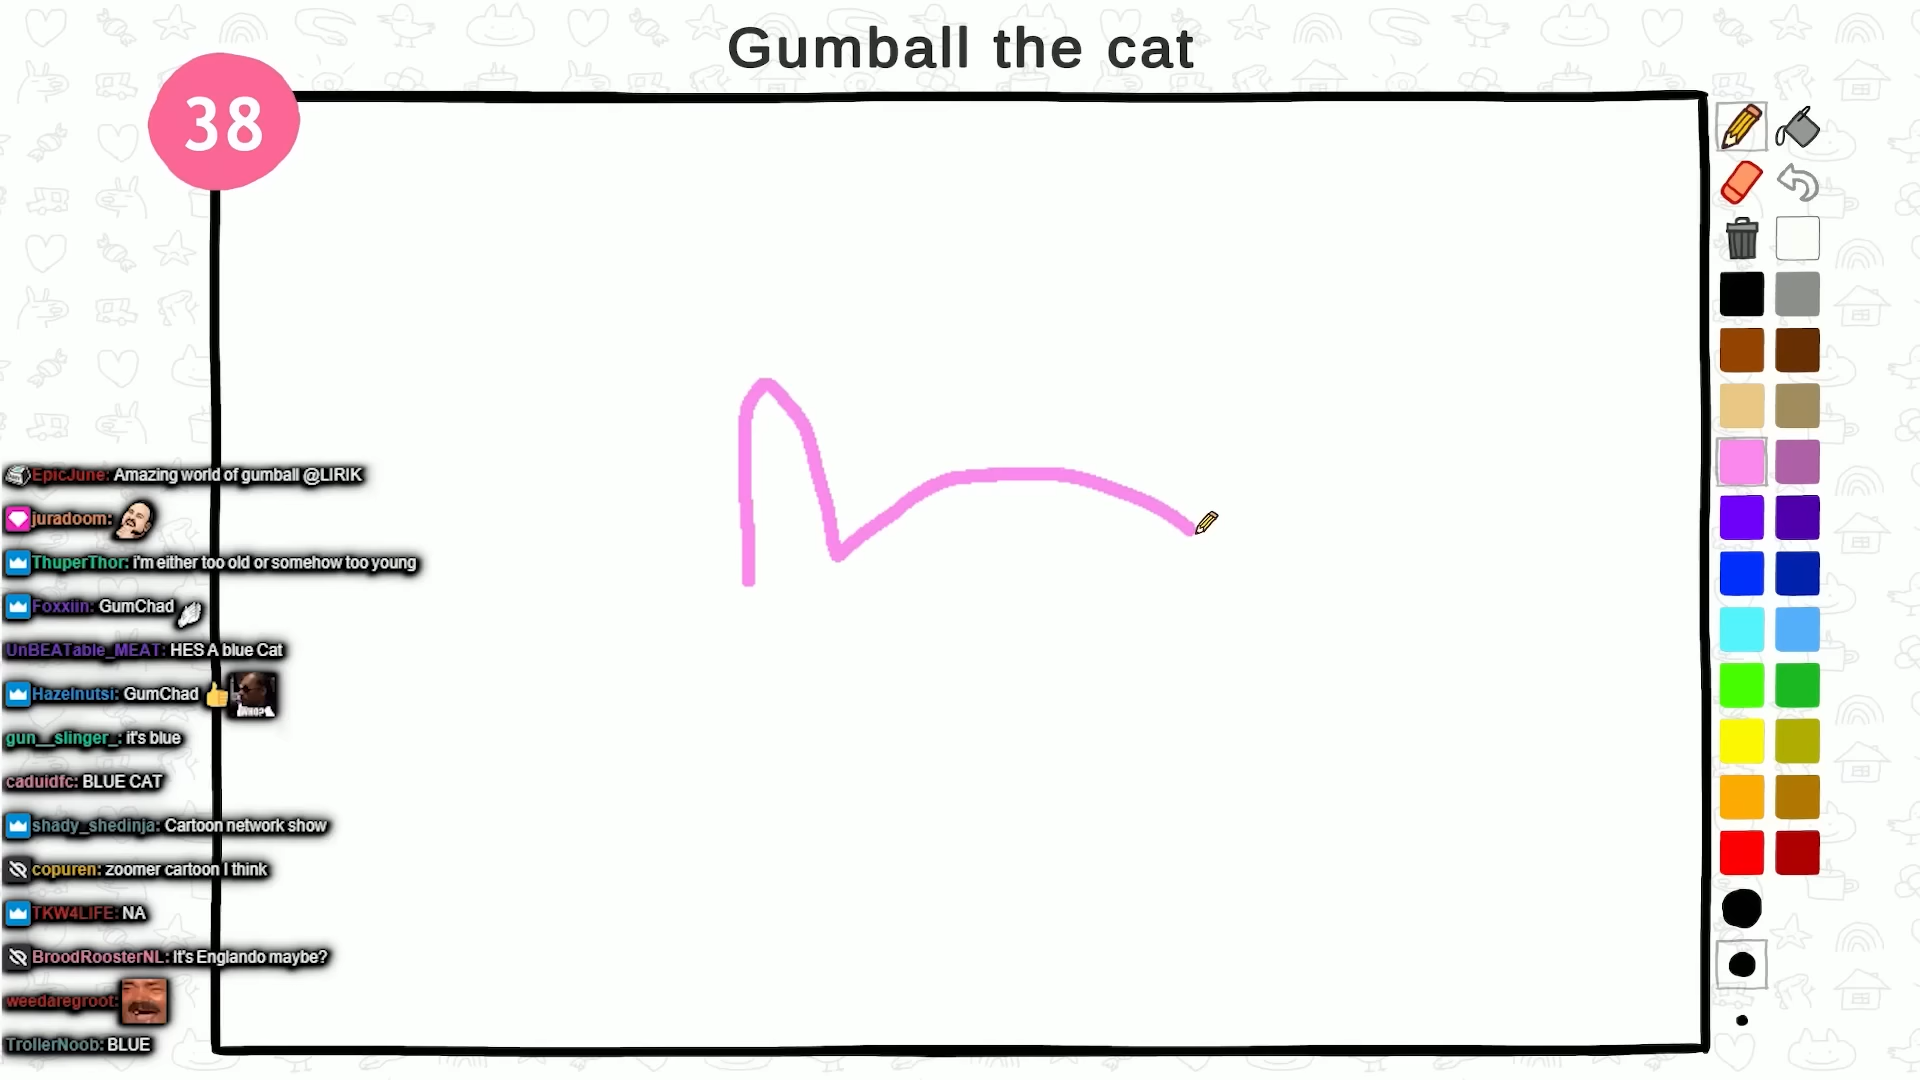 Gumball the cat
38
EpicJune: Amazing world of gumball @LIRIK
juradoom:
ThuperThor: i'm either too old or somehow too young
Foxxiin: GumChad
UnBEATable_MEAT: HES A blue Cat
Hazelnutsi: GumChad
WHO?
gun__slinger_: it's blue
caduidfc: BLUE CAT
shady_shedinja: Cartoon network show
copuren: zoomer cartoon I think
TKW4LIFE: NA
BroodRoosterNL: It's Englando maybe?
weedaregroot:
TrollerNoob: BLUE